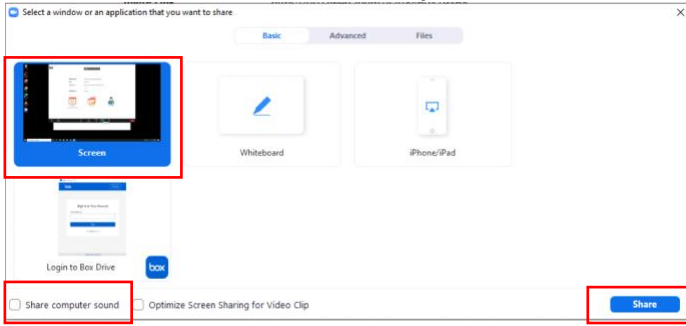 Select a window or an application that you want to share
Basic Advanced Files
Screen
Whiteboard
iPhone/iPad
Login to Box Drive
box
Share computer sound
Optimize Screen Sharing for Video Clip
Share